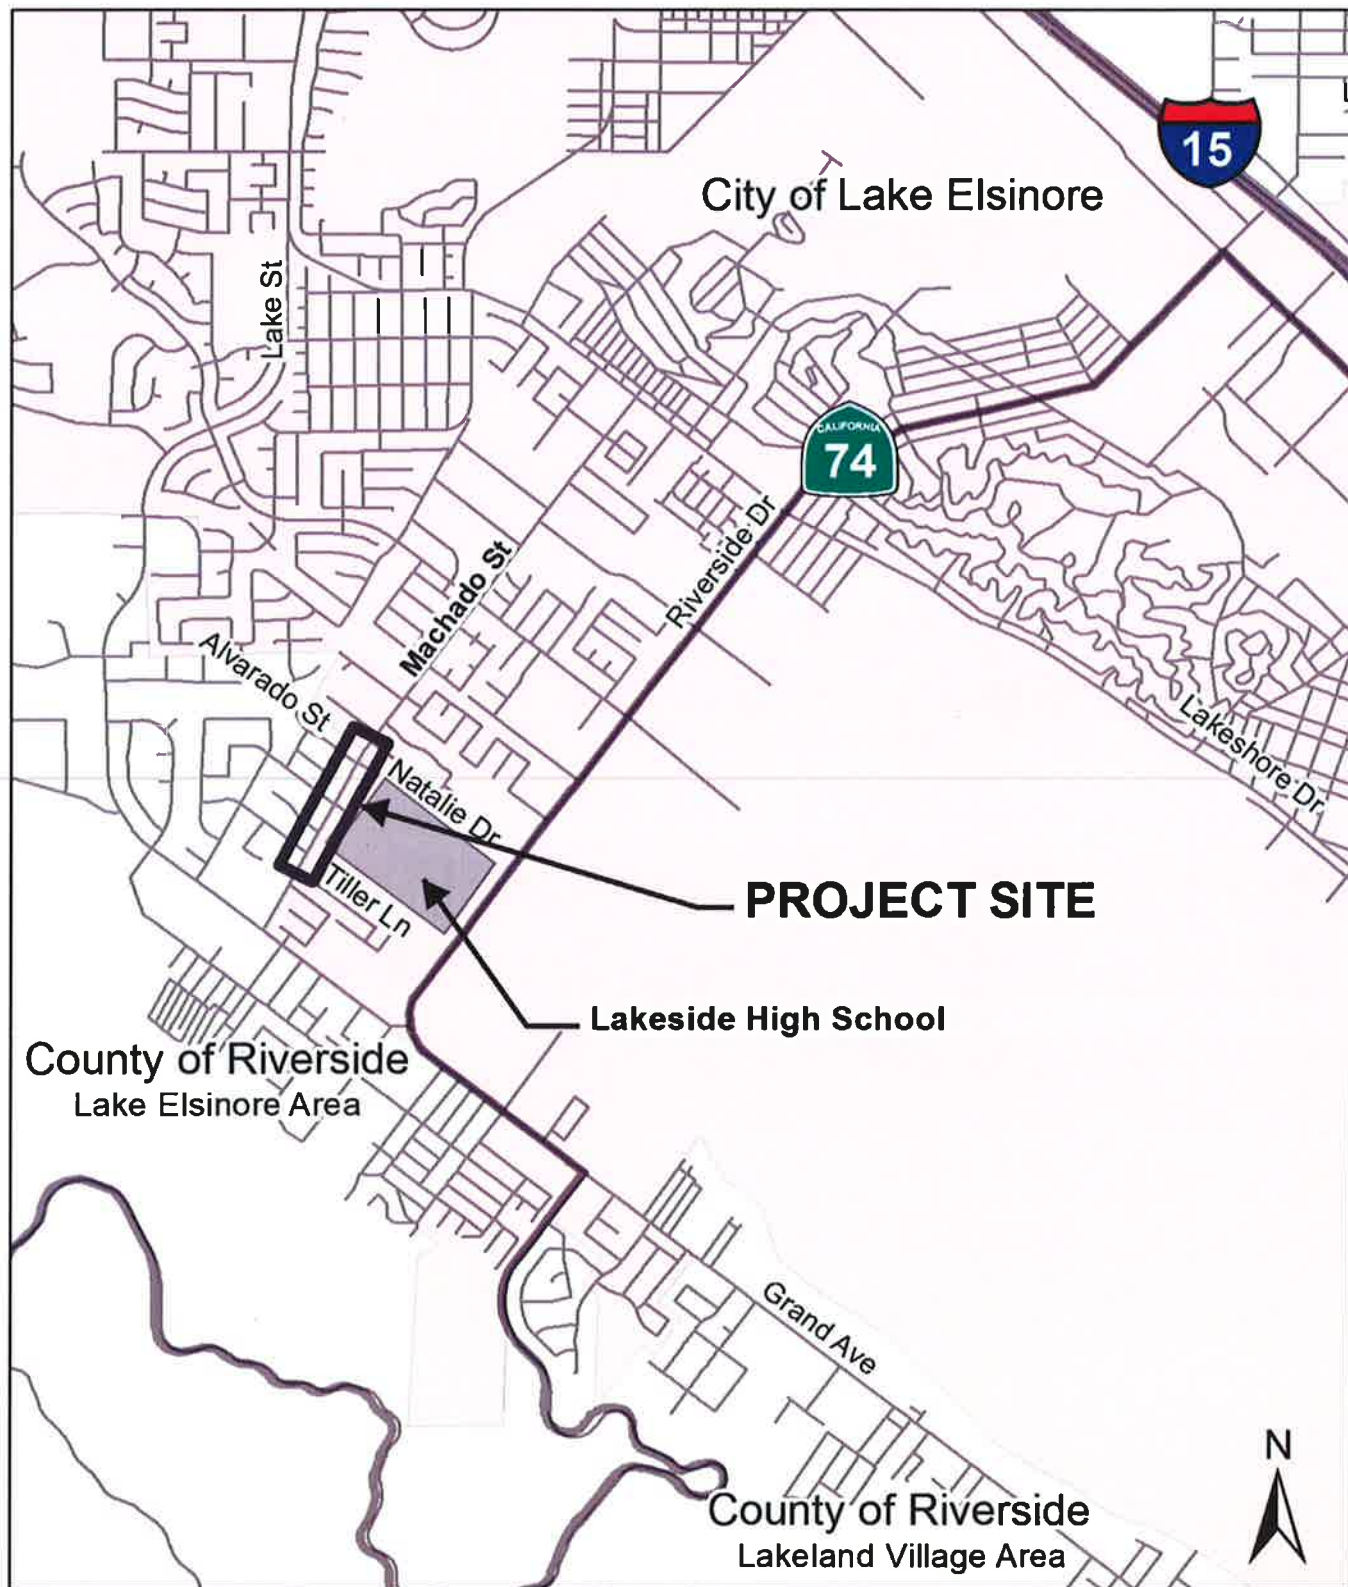 15
City of Lake Elsinore
Lake St
CALIFORNIA
74
Riverside Dr
Machado St
Alvarado St
Lakeshore Dr
Natalie Dr
PROJECT SITE
Tiller Ln
Lakeside High School
County of Riverside
Lake Elsinore Area
Grand Ave
N
County of Riverside
Lakeland Village Area